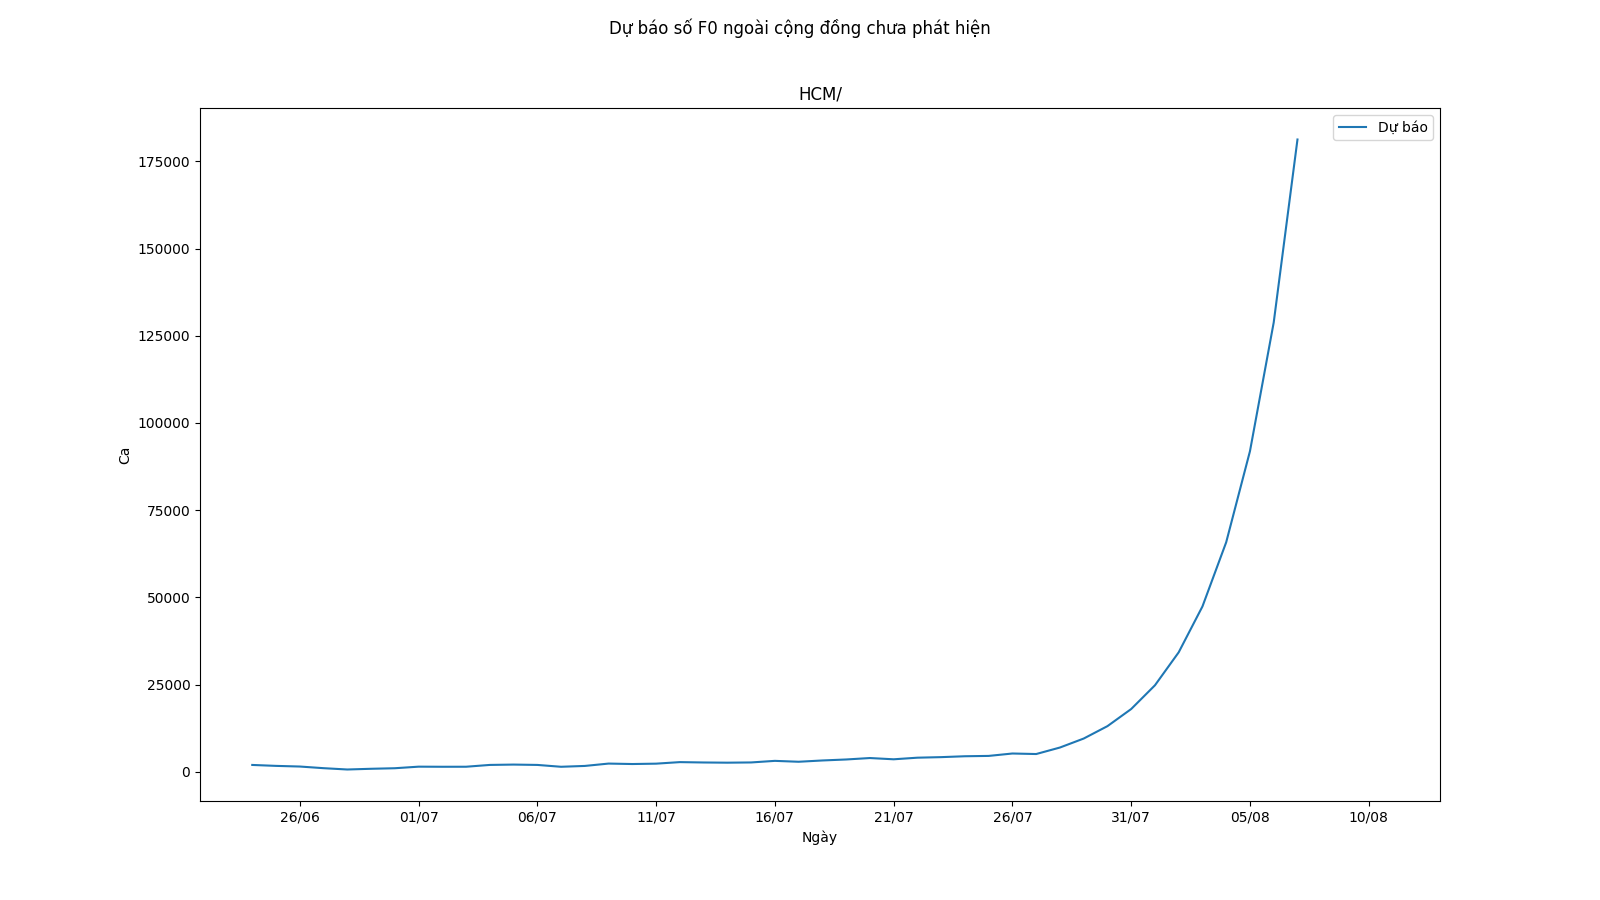 Dự báo số F0 ngoài cộng đồng chưa phát hiện
HCM/
Dự báo
175000
150000
125000
100000
75000
50000
25000
0
Ca
26/06 01/07 06/07 11/07 16/07 21/07 26/07 31/07 05/08 10/08
Ngày